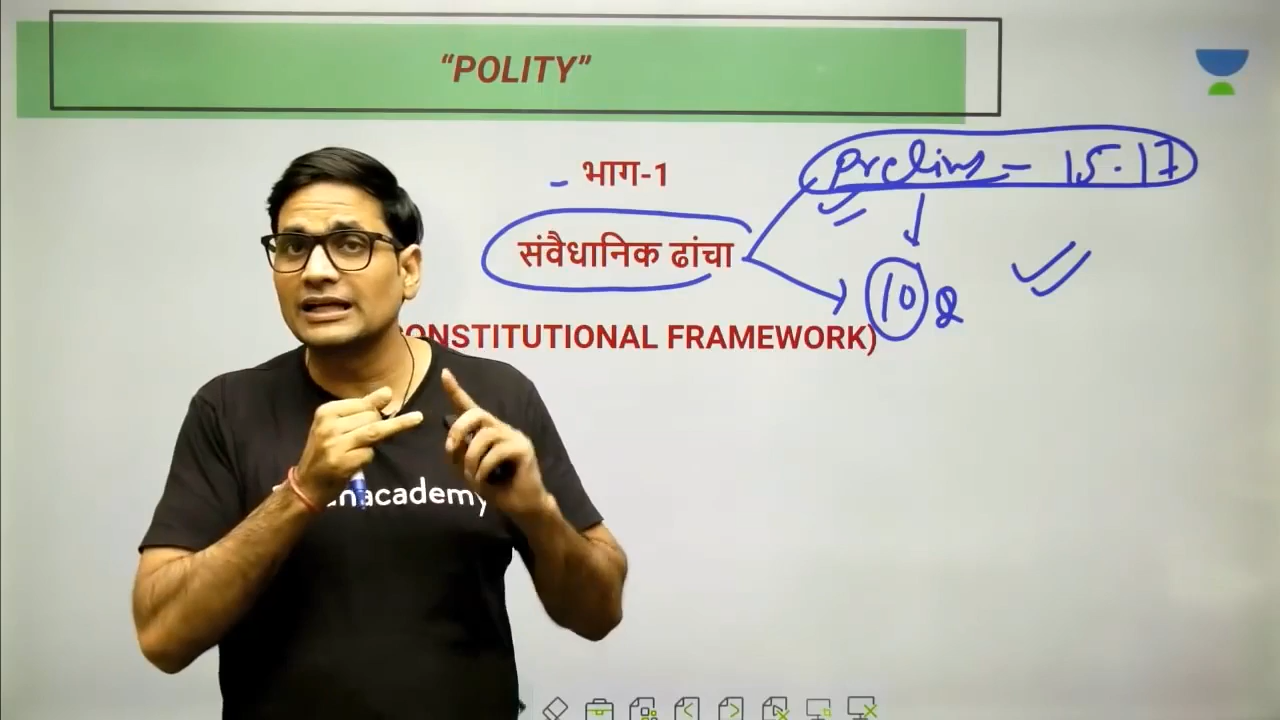 “POLITY”
- भाग-1
Prelims - 15-17
संवैधानिक ढांचा
10 Q
ONSTITUTIONAL FRAMEWORK)
unacademy